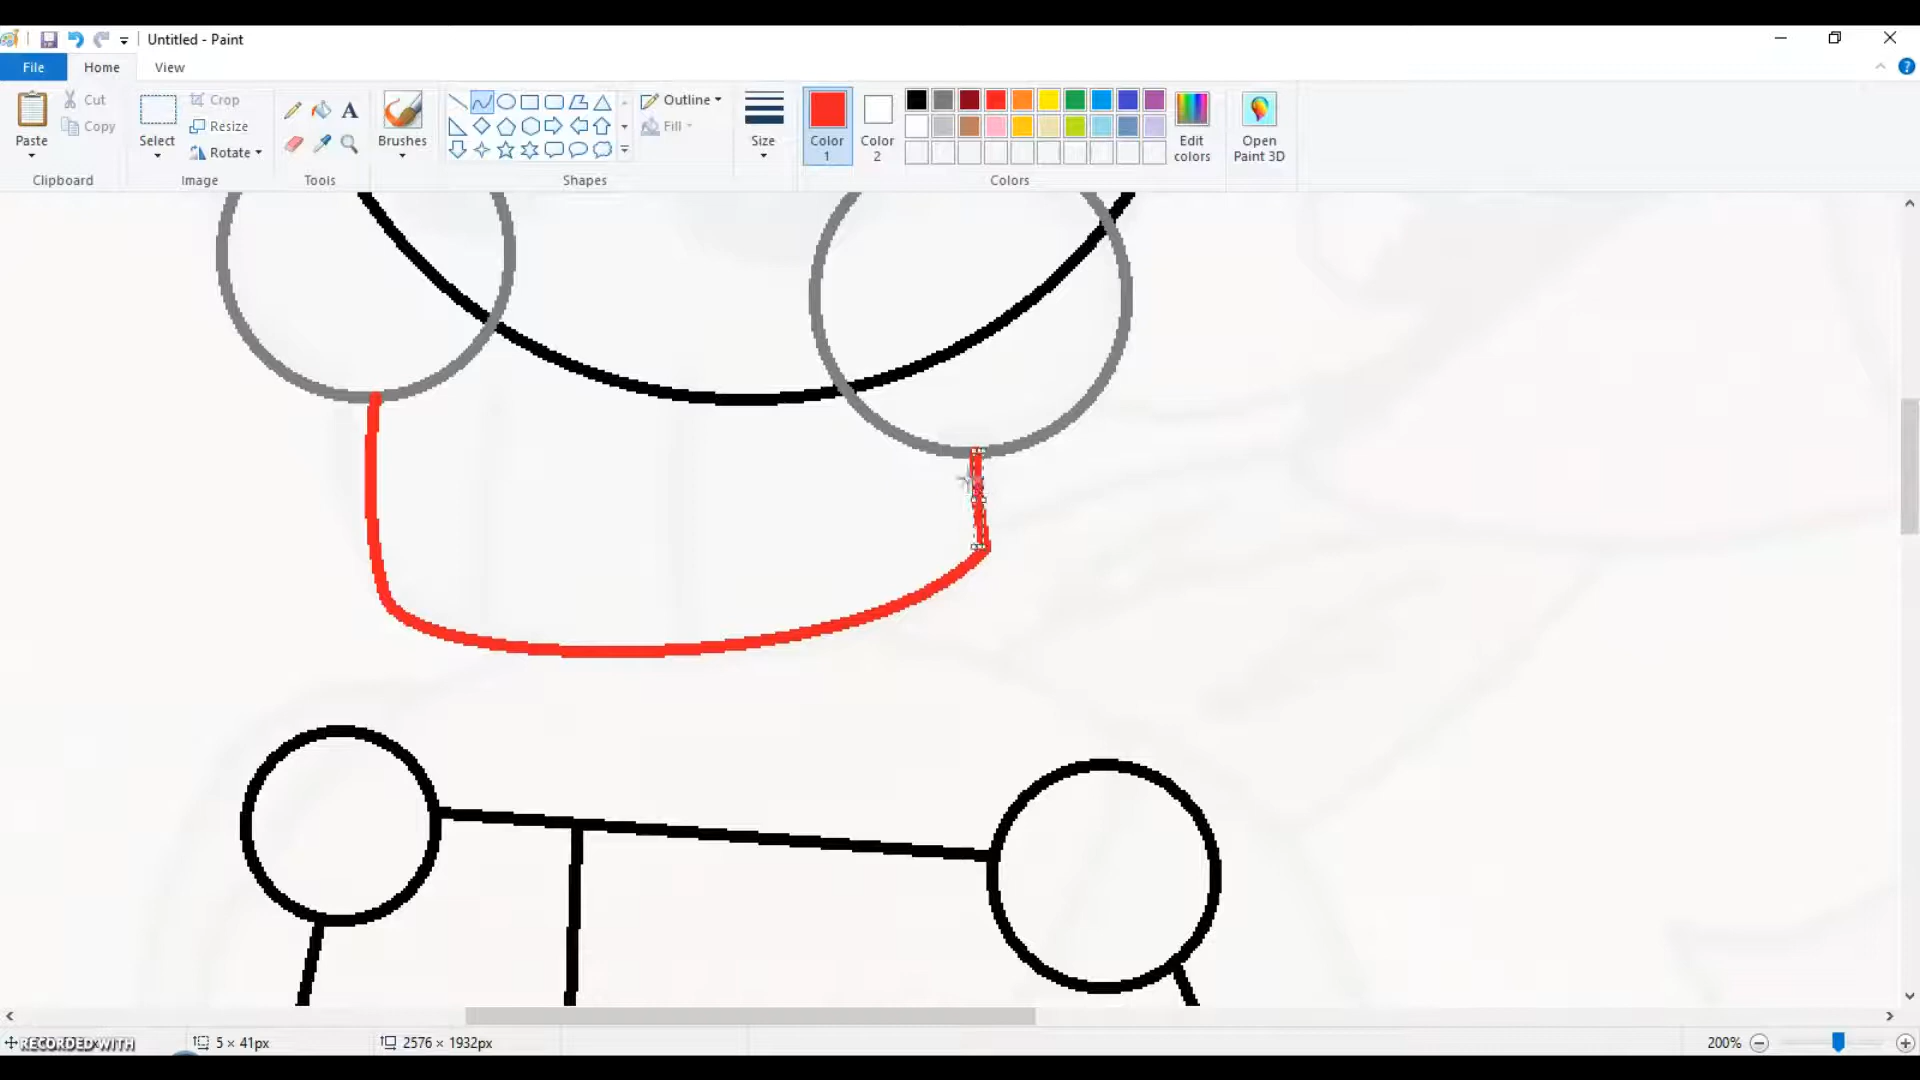 Untitled - Paint
File Home View
Paste Cut Copy Select Crop Resize Rotate A Brushes Outline Fill Size Color 1 Color 2 Edit colors Open Paint 3D
Clipboard Image Tools Shapes Colors
RECORDED WITH 5 × 41px 2576 × 1932px 200%